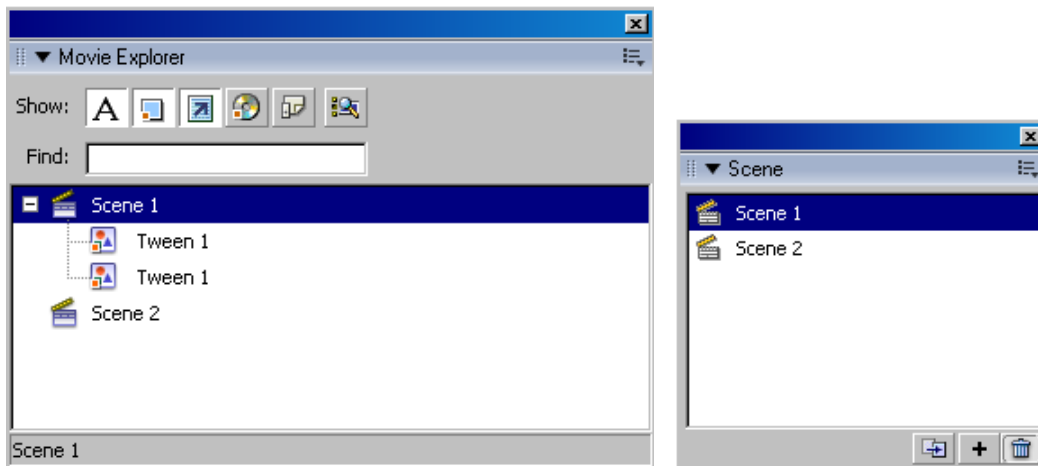 Movie Explorer
Show: A
Find:
Scene 1
Tween 1
Tween 1
Scene 2
Scene 1
Scene
Scene 1
Scene 2